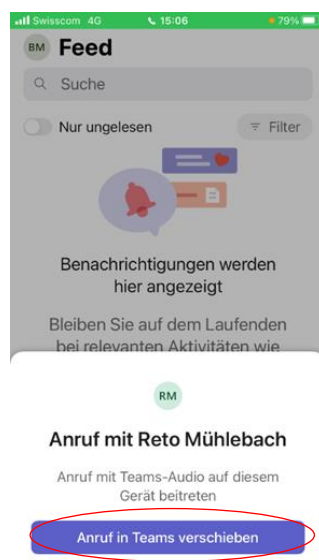 Swisscom 4G 15:06 79%
BM Feed
Suche
Nur ungelesen Filter
Benachrichtigungen werden
hier angezeigt
Bleiben Sie auf dem Laufenden
bei relevanten Aktivitäten wie
RM
Anruf mit Reto Mühlebach
Anruf mit Teams-Audio auf diesem
Gerät beitreten
Anruf in Teams verschieben